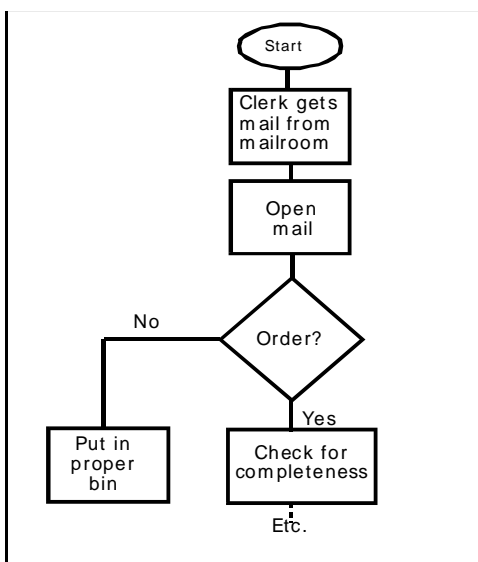 Start
Clerk gets
mail from
mailroom
Open
mail
Order?
No
Yes
Put in
proper
bin
Check for
completeness
Etc.